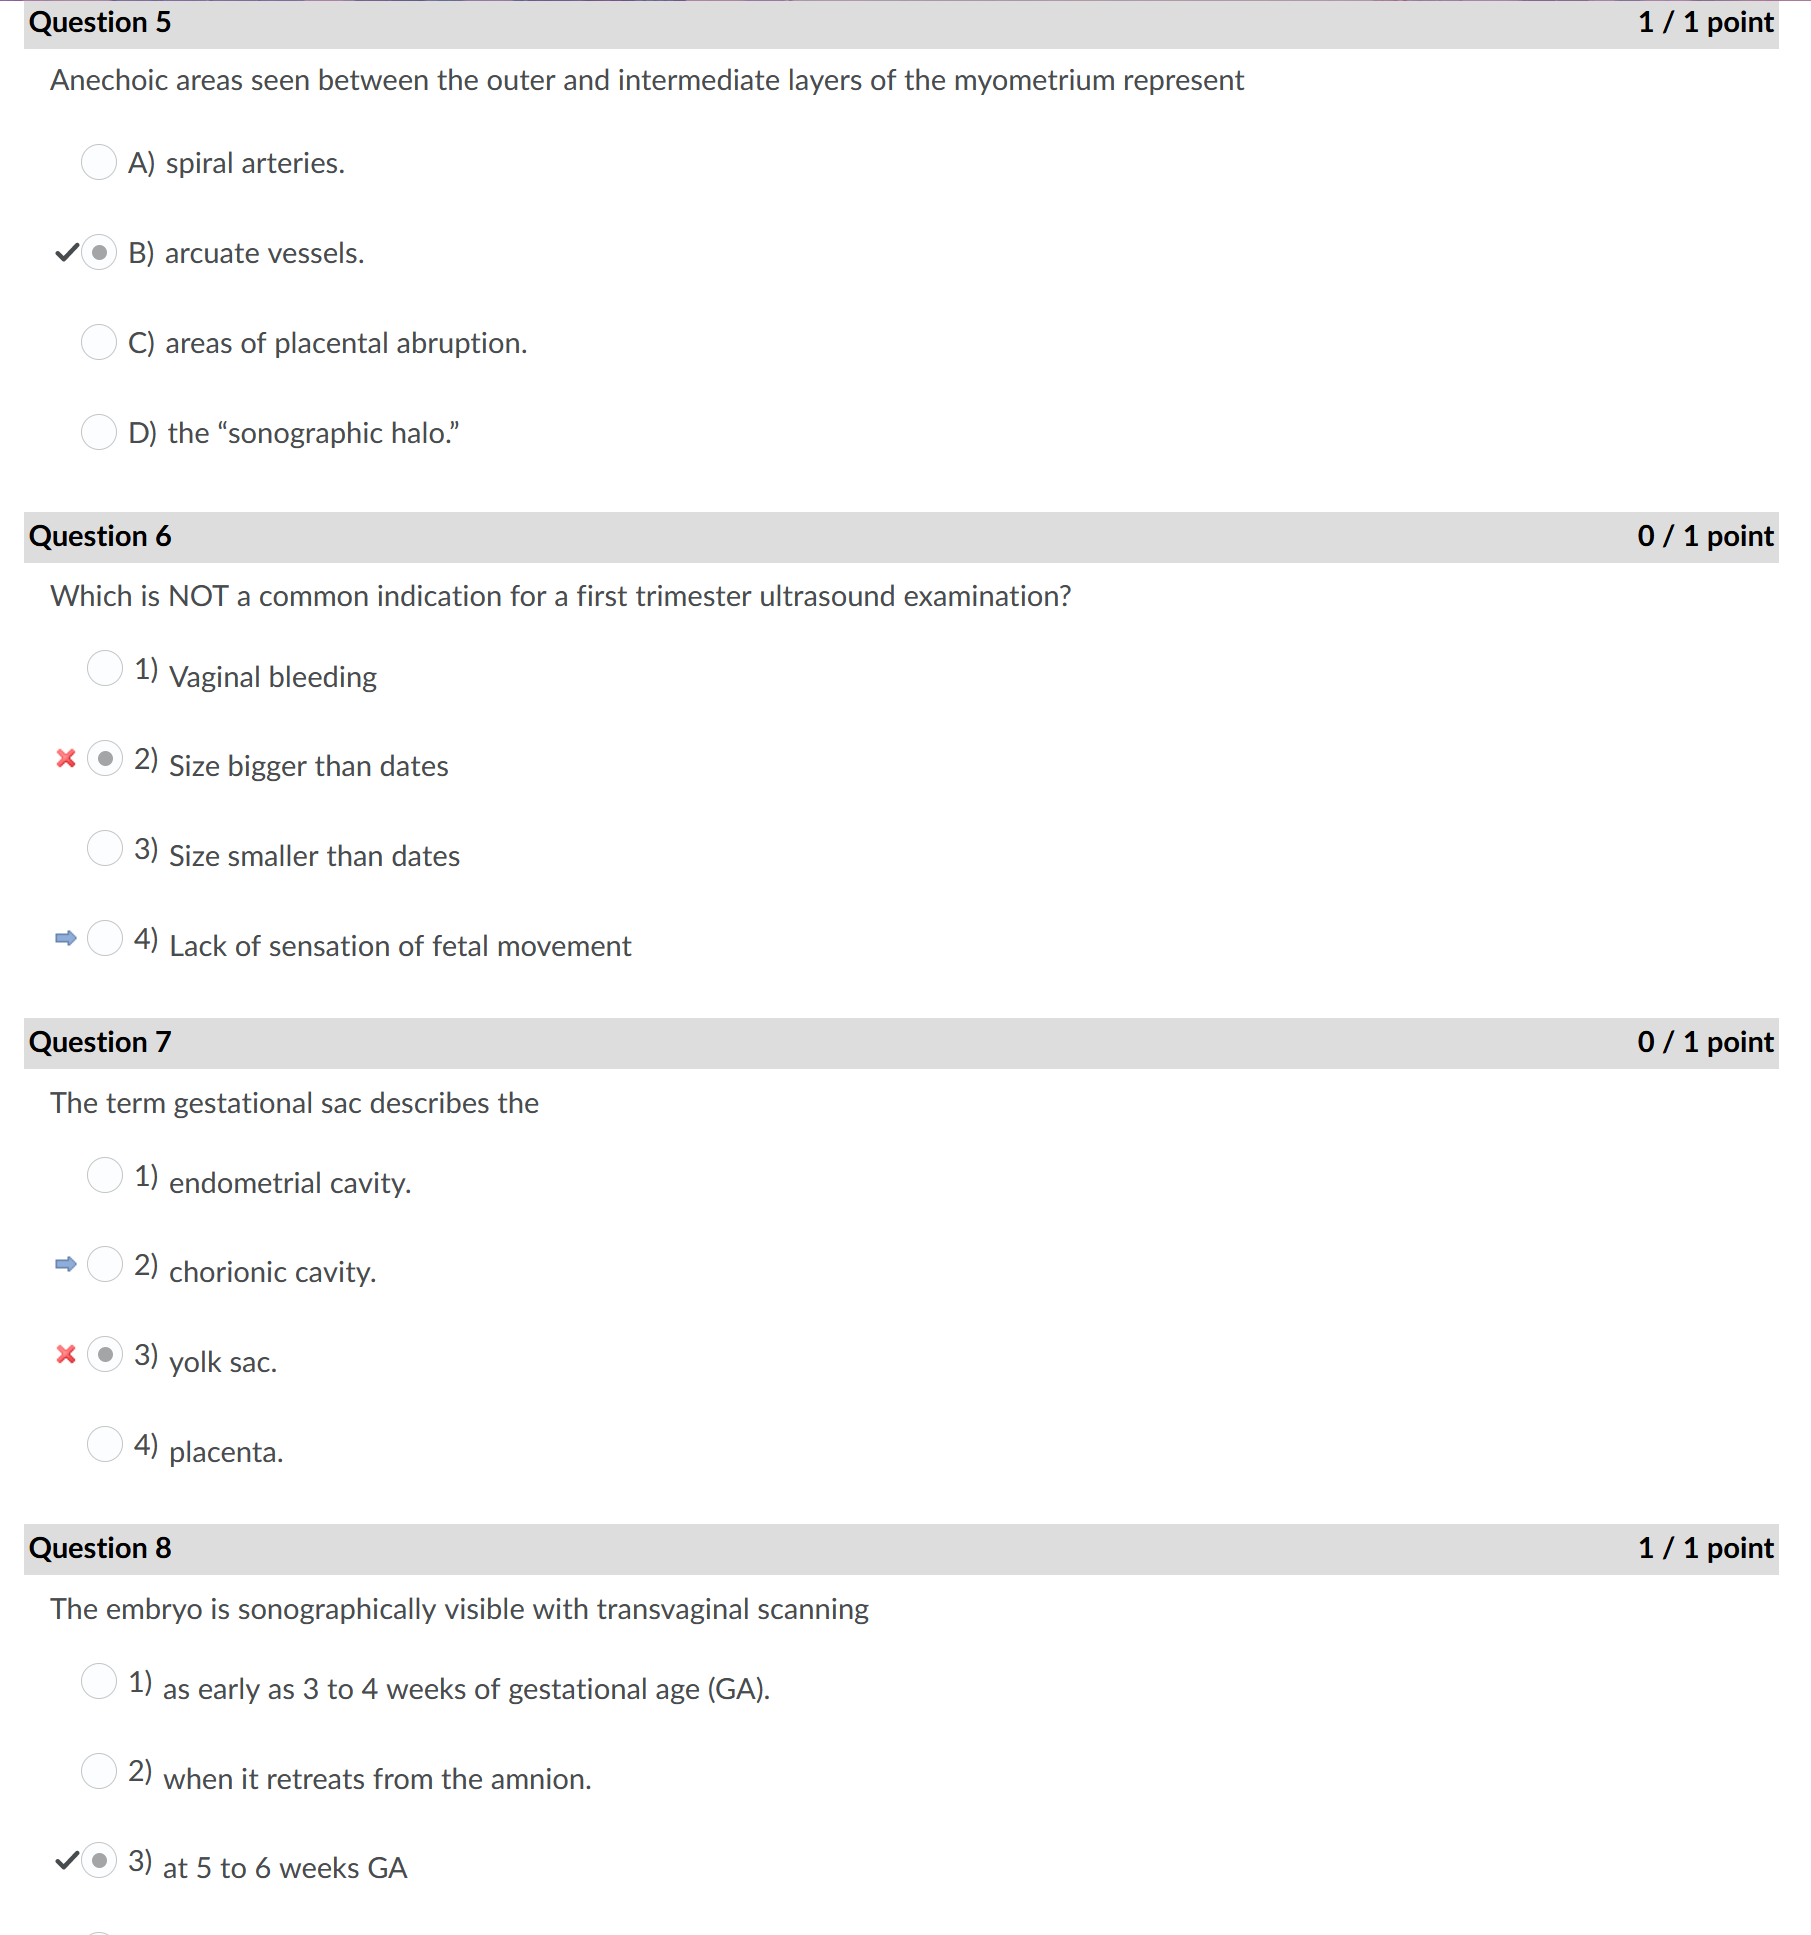 Question 5 1 / 1 point
Anechoic areas seen between the outer and intermediate layers of the myometrium represent
A) spiral arteries.
B) arcuate vessels.
C) areas of placental abruption.
D) the “sonographic halo.”
Question 6 0 / 1 point
Which is NOT a common indication for a first trimester ultrasound examination?
1) Vaginal bleeding
2) Size bigger than dates
3) Size smaller than dates
4) Lack of sensation of fetal movement
Question 7 0 / 1 point
The term gestational sac describes the
1) endometrial cavity.
2) chorionic cavity.
3) yolk sac.
4) placenta.
Question 8 1 / 1 point
The embryo is sonographically visible with transvaginal scanning
1) as early as 3 to 4 weeks of gestational age (GA).
2) when it retreats from the amnion.
3) at 5 to 6 weeks GA